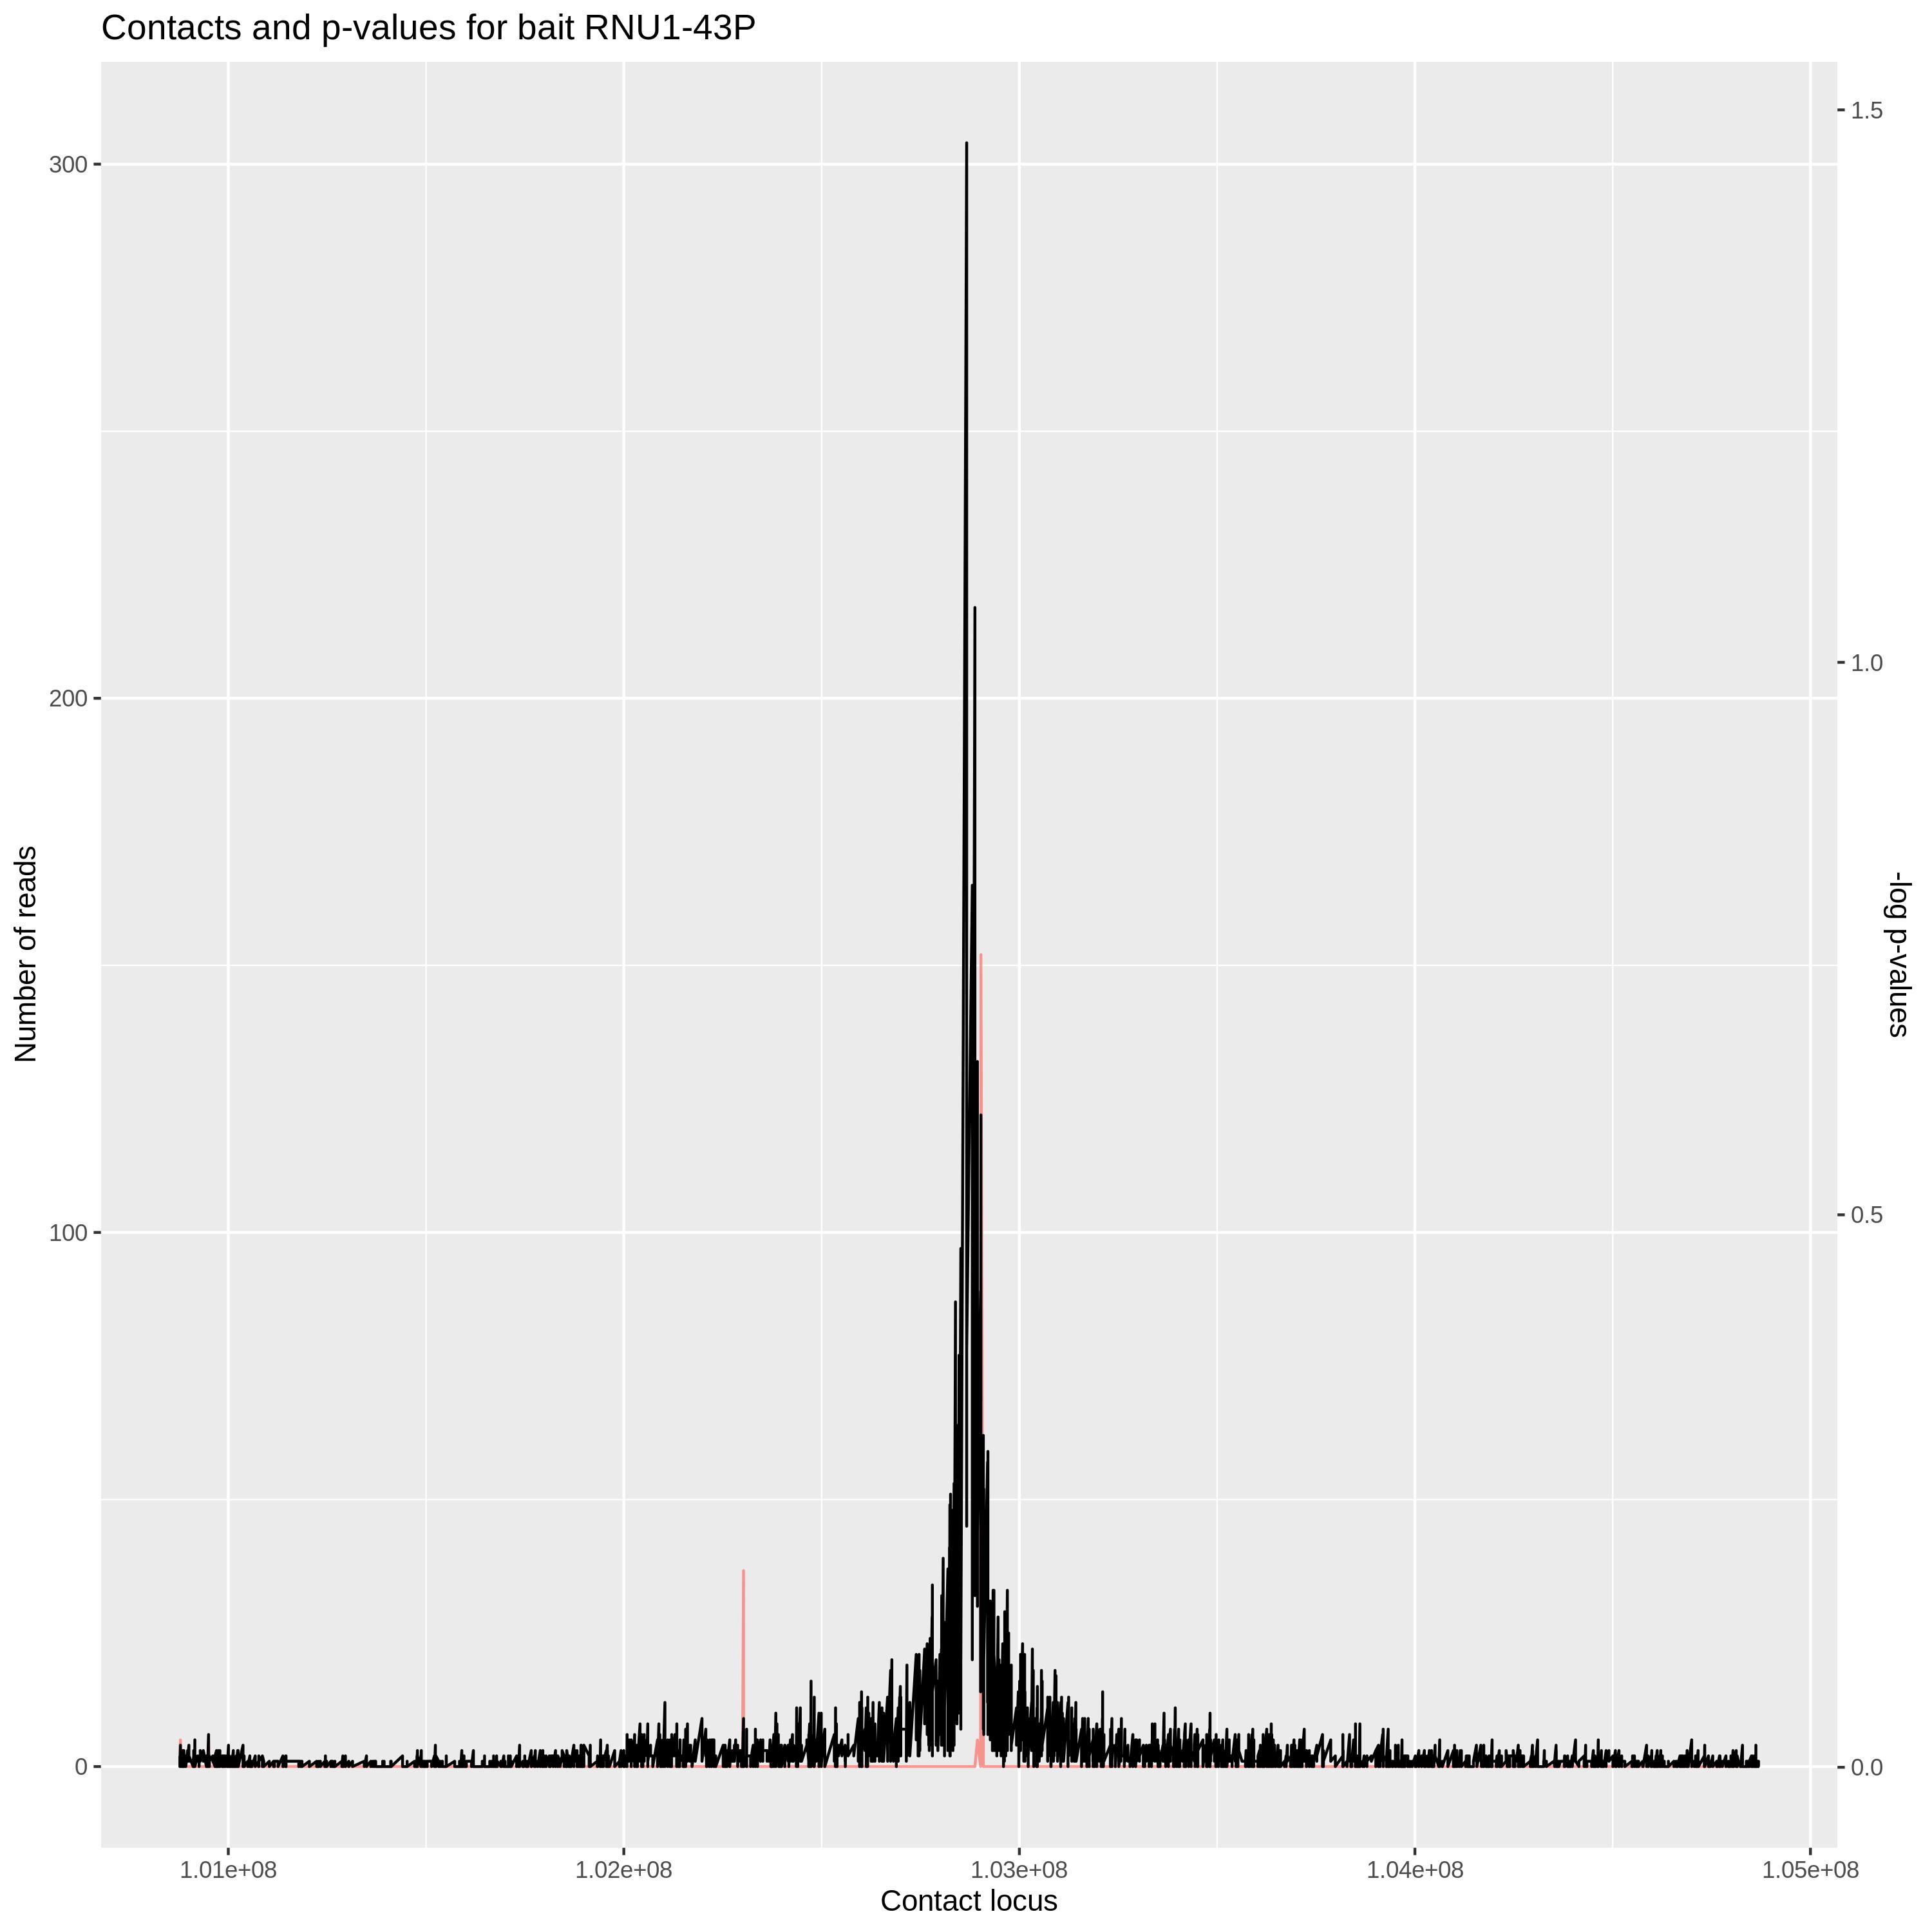 Contacts and p-values for bait RNU1-43P
300
200
100
0
Number of reads
1.5
1.0
0.5
0.0
-log p-values
1.01e+08
1.02e+08
1.03e+08
1.04e+08
1.05e+08
Contact locus